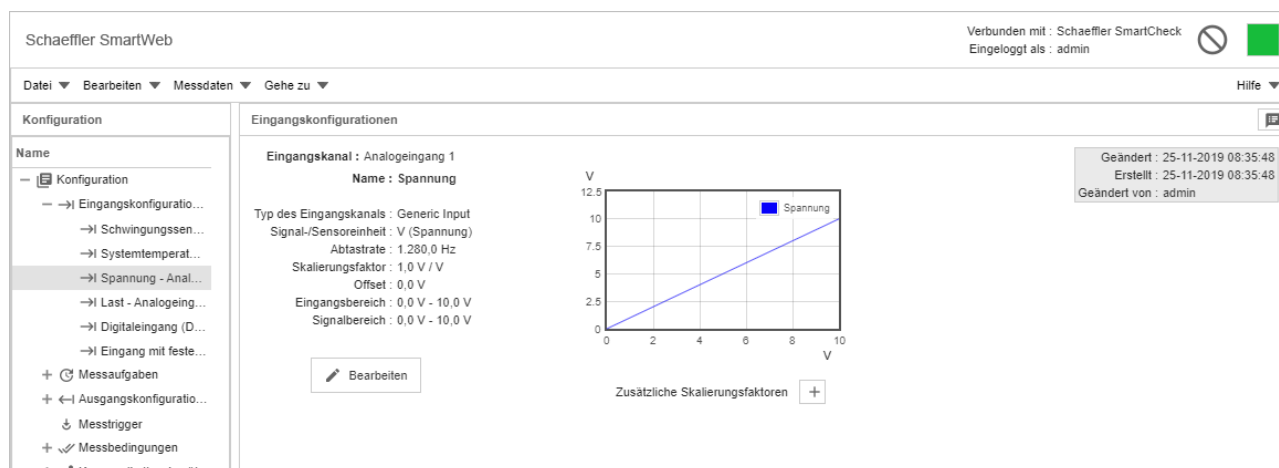 Schaeffler SmartWeb
Verbunden mit : Schaeffler SmartCheck
Eingeloggt als : admin
Datei Bearbeiten Messdaten Gehe zu Hilfe
Konfiguration
Name
Konfiguration
Eingangskonfiguratio...
Schwingungssen...
Systemtemperat...
Spannung - Anal...
Last - Analogeing...
Digitaleingang (D...
Eingang mit feste...
Messaufgaben
Ausgangskonfiguratio...
Messtrigger
Messbedingungen
Eingangskonfigurationen
Eingangskanal : Analogeingang 1
Name : Spannung
Typ des Eingangskanals : Generic Input
Signal-/Sensoreinheit : V (Spannung)
Abtastrate : 1.280,0 Hz
Skalierungsfaktor : 1,0 V / V
Offset : 0,0 V
Eingangsbereich : 0,0 V - 10,0 V
Signalbereich : 0,0 V - 10,0 V
Bearbeiten
V
12.5
10
7.5
5
2.5
0
Spannung
0 2 4 6 8 10
V
Zusätzliche Skalierungsfaktoren +
Geändert : 25-11-2019 08:35:48
Erstellt : 25-11-2019 08:35:48
Geändert von : admin